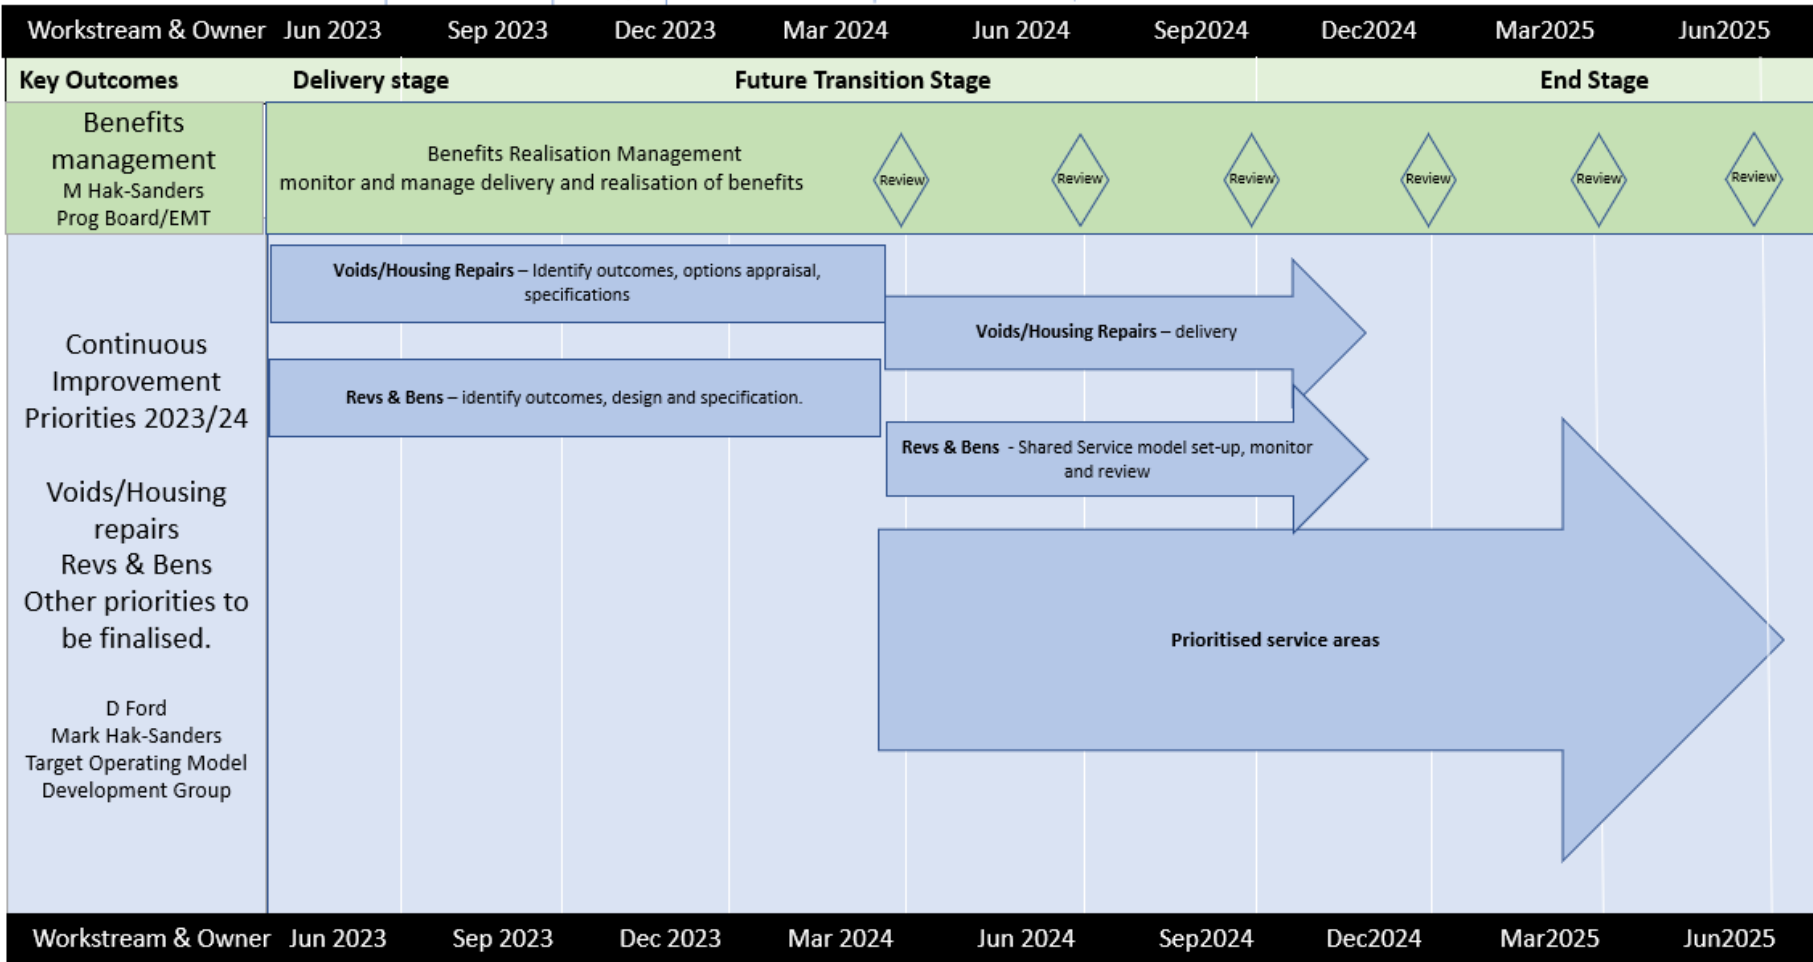 Workstream & Owner Jun 2023 Sep 2023 Dec 2023 Mar 2024 Jun 2024 Sep2024 Dec2024 Mar2025 Jun2025
Key Outcomes Delivery stage Future Transition Stage End Stage
Benefits
management
M Hak-Sanders
Prog Board/EMT
Benefits Realisation Management
monitor and manage delivery and realisation of benefits
Review
Review
Review
Review
Review
Review
Continuous
Improvement
Priorities 2023/24
Voids/Housing
repairs
Revs & Bens
Other priorities to
be finalised.
D Ford
Mark Hak-Sanders
Target Operating Model
Development Group
Voids/Housing Repairs – Identify outcomes, options appraisal,
specifications
Voids/Housing Repairs – delivery
Revs & Bens – identify outcomes, design and specification.
Revs & Bens - Shared Service model set-up, monitor
and review
Prioritised service areas
Workstream & Owner Jun 2023 Sep 2023 Dec 2023 Mar 2024 Jun 2024 Sep2024 Dec2024 Mar2025 Jun2025